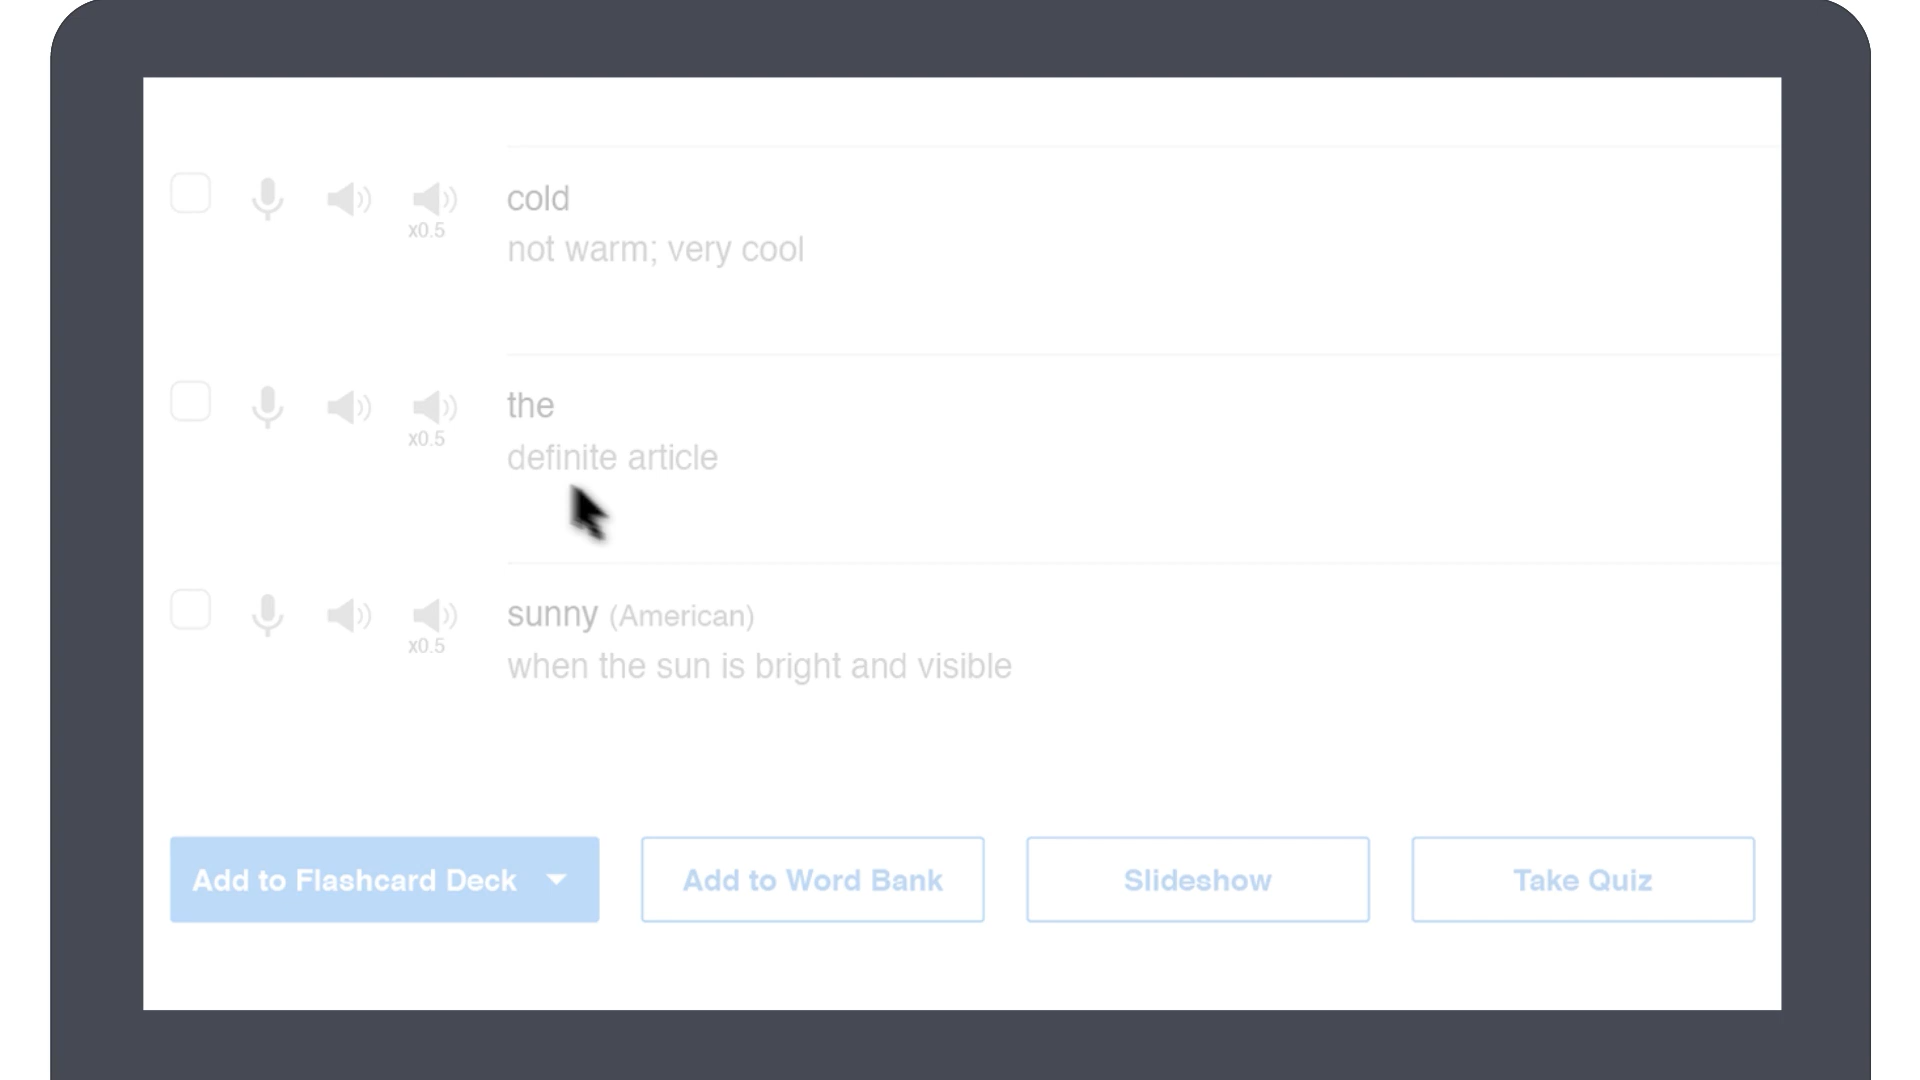 cold
x0.5
not warm; very cool
the
x0.5
definite article
sunny (American)
x0.5
when the sun is bright and visible
Add to Flashcard Deck
Add to Word Bank
Slideshow
Take Quiz